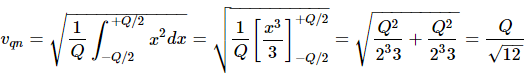 $v_{qn} = \sqrt{\frac{1}{Q} \int_{-Q/2}^{+Q/2} x^2 dx} = \sqrt{\frac{1}{Q} \left[ \frac{x^3}{3} \right]_{-Q/2}^{+Q/2}} = \sqrt{\frac{Q^2}{2^3 3} + \frac{Q^2}{2^3 3}} = \frac{Q}{\sqrt{12}}$